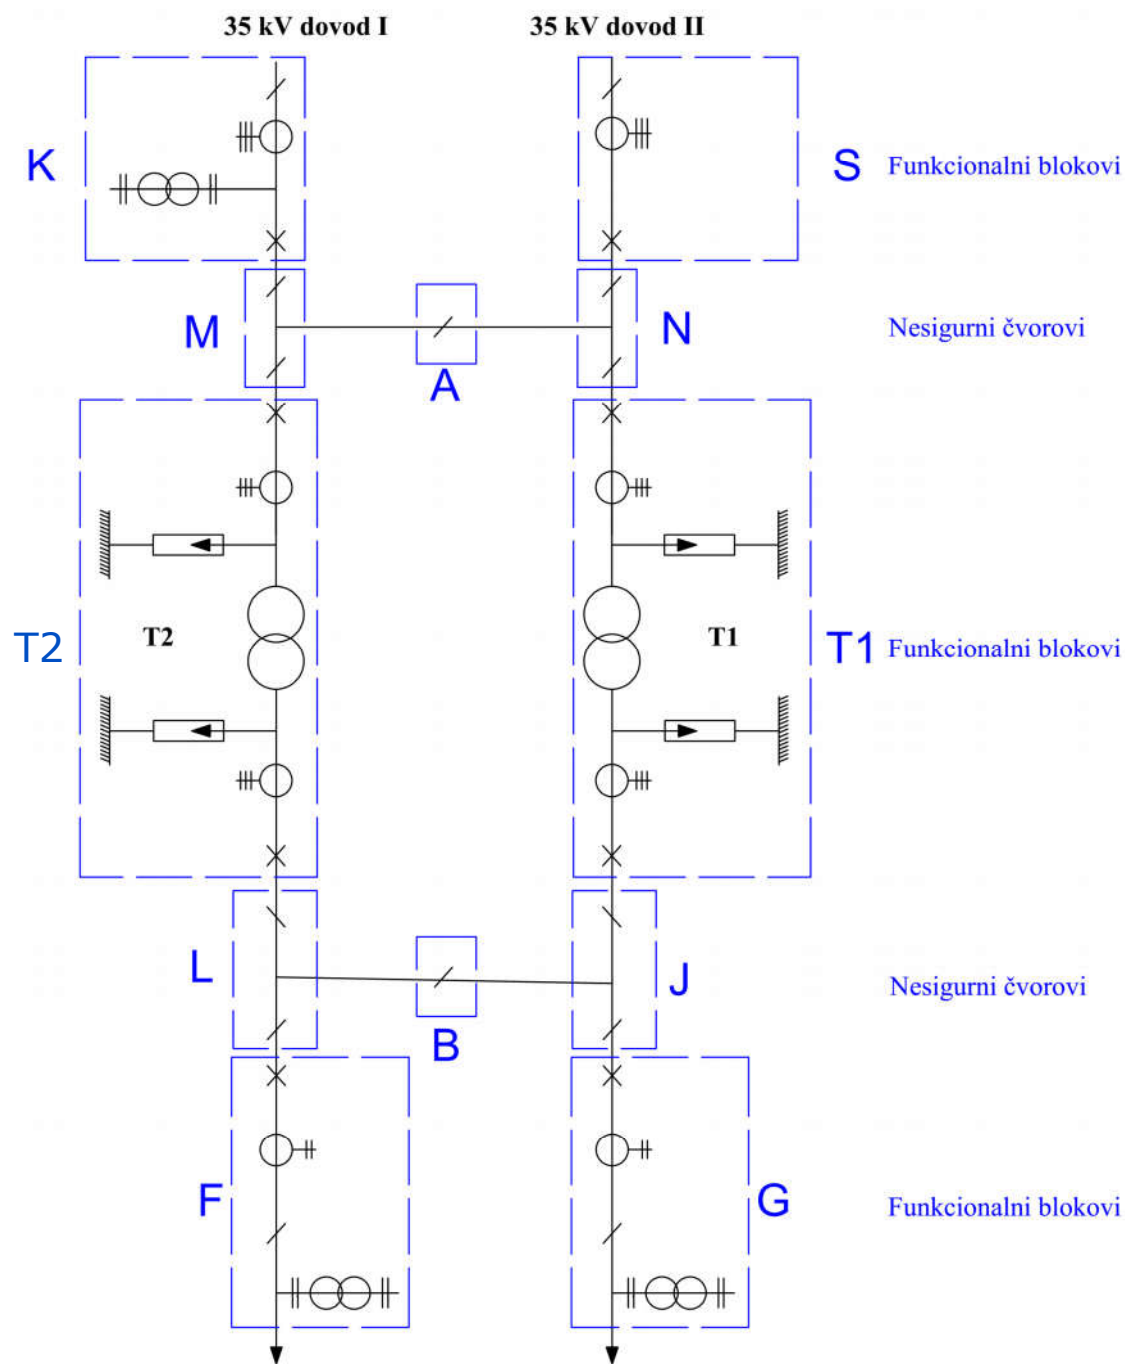 35 kV dovod I
35 kV dovod II
K
S
Funkcionalni blokovi
M
A
N
Nesigurni čvorovi
T2
T2
T1
T1
Funkcionalni blokovi
L
B
J
Nesigurni čvorovi
F
G
Funkcionalni blokovi